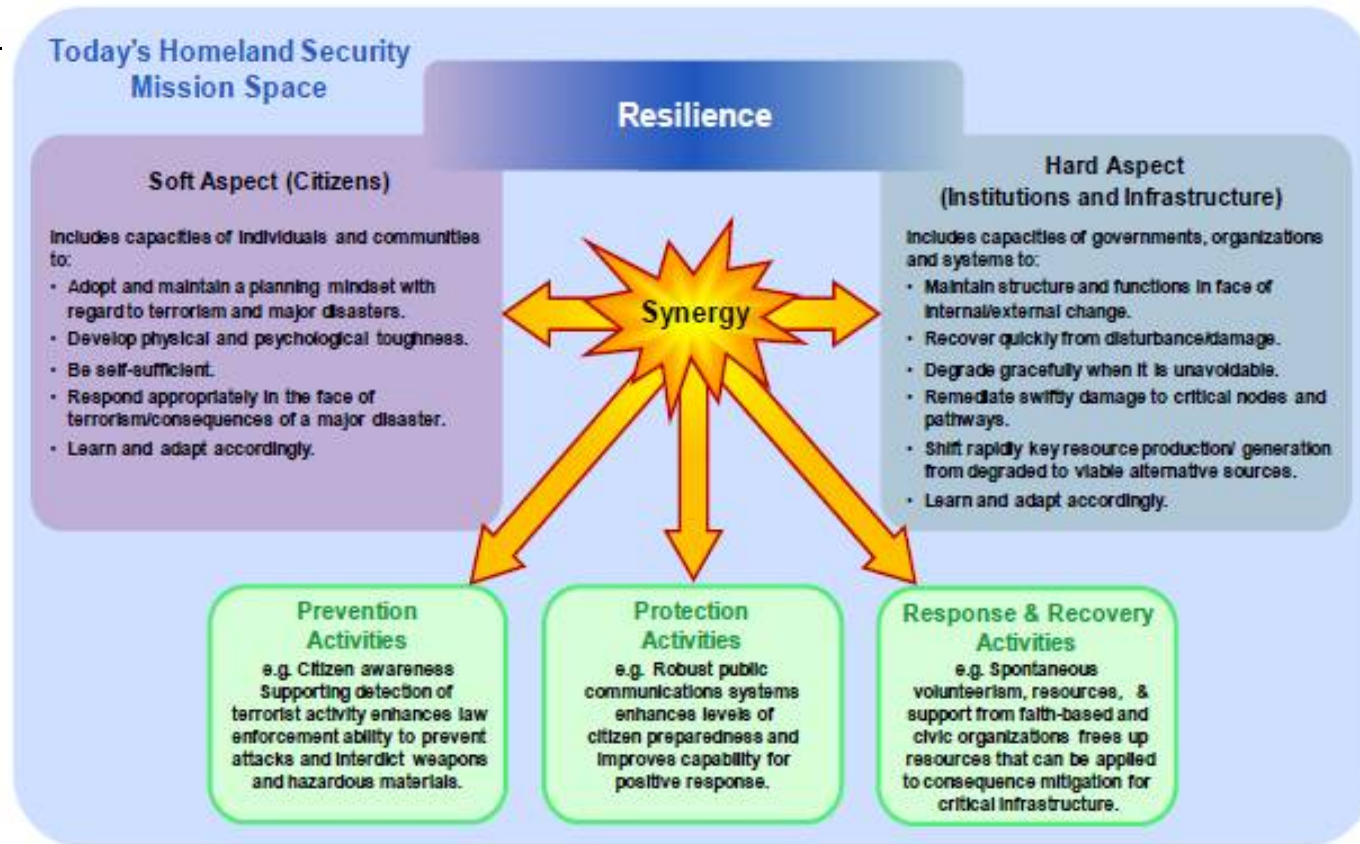 Today's Homeland Security
Mission Space
Resilience
Soft Aspect (Citizens)
Includes capacities of individuals and communities
to:
• Adopt and maintain a planning mindset with
regard to terrorism and major disasters.
• Develop physical and psychological toughness.
• Be self-sufficient.
• Respond appropriately in the face of
terrorism/consequences of a major disaster.
• Learn and adapt accordingly.
Synergy
Hard Aspect
(Institutions and Infrastructure)
Includes capacities of governments, organizations
and systems to:
• Maintain structure and functions in face of
internal/external change.
• Recover quickly from disturbance/damage.
• Degrade gracefully when it is unavoidable.
• Remediate swiftly damage to critical nodes and
pathways.
• Shift rapidly key resource production/ generation
from degraded to viable alternative sources.
• Learn and adapt accordingly.
Prevention
Activities
e.g. Citizen awareness
Supporting detection of
terrorist activity enhances law
enforcement ability to prevent
attacks and interdict weapons
and hazardous materials.
Protection
Activities
e.g. Robust public
communications systems
enhances levels of
citizen preparedness and
improves capability for
positive response.
Response & Recovery
Activities
e.g. Spontaneous
volunteerism, resources, &
support from faith-based and
civic organizations frees up
resources that can be applied
to consequence mitigation for
critical infrastructure.